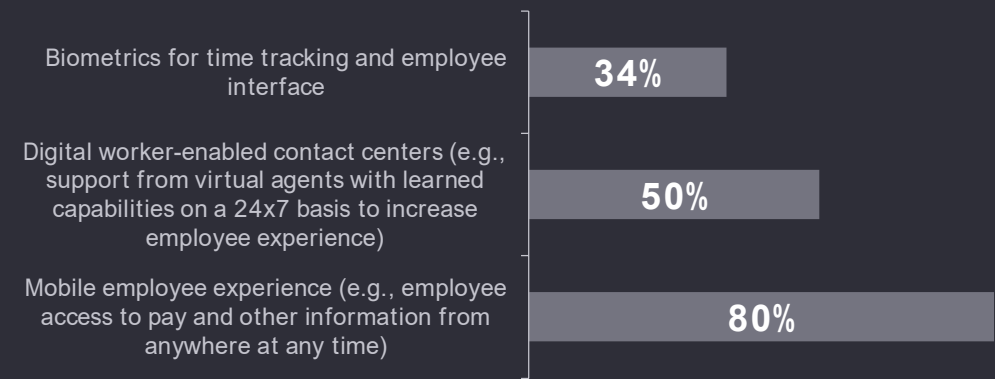 Biometrics for time tracking and employee
interface
34%
Digital worker-enabled contact centers (e.g.,
support from virtual agents with learned
capabilities on a 24x7 basis to increase
employee experience)
50%
Mobile employee experience (e.g., employee
access to pay and other information from
anywhere at any time)
80%